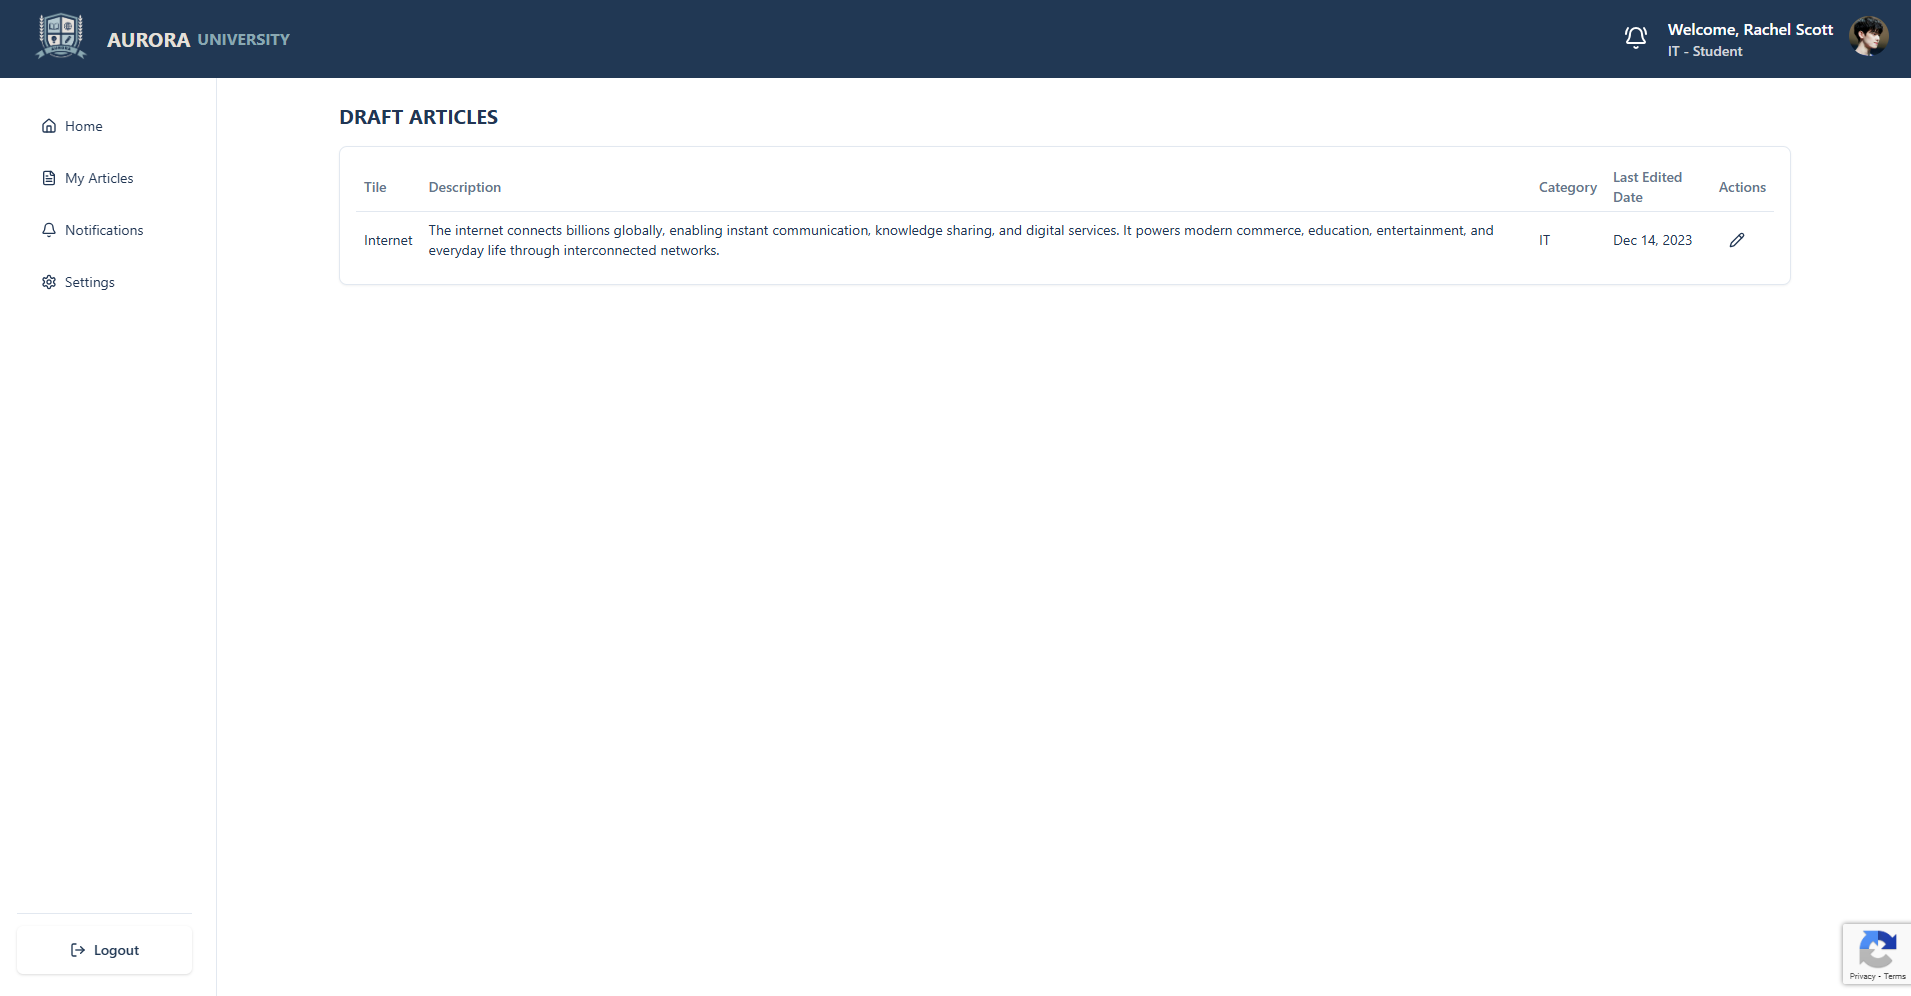 AURORA UNIVERSITY
Welcome, Rachel Scott
IT - Student
Home
My Articles
Notifications
Settings
Logout
DRAFT ARTICLES
Tile Description Category Last Edited Date Actions
Internet
The internet connects billions globally, enabling instant communication, knowledge sharing, and digital services. It powers modern commerce, education, entertainment, and
everyday life through interconnected networks.
IT
Dec 14, 2023
Privacy - Terms